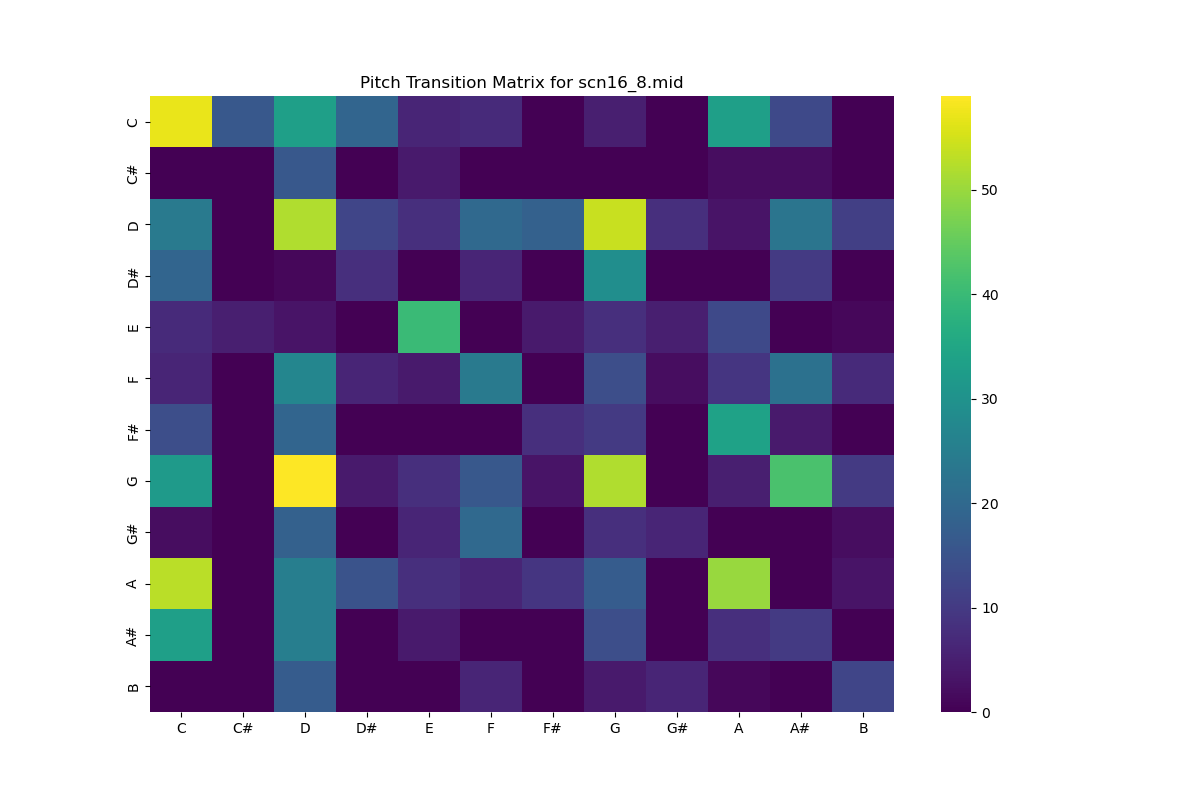 Pitch Transition Matrix for scn16_8.mid
C
C#
D
D#
E
F
F#
G
G#
A
A#
B
C C# D D# E F F# G G# A A# B
50
40
30
20
10
0